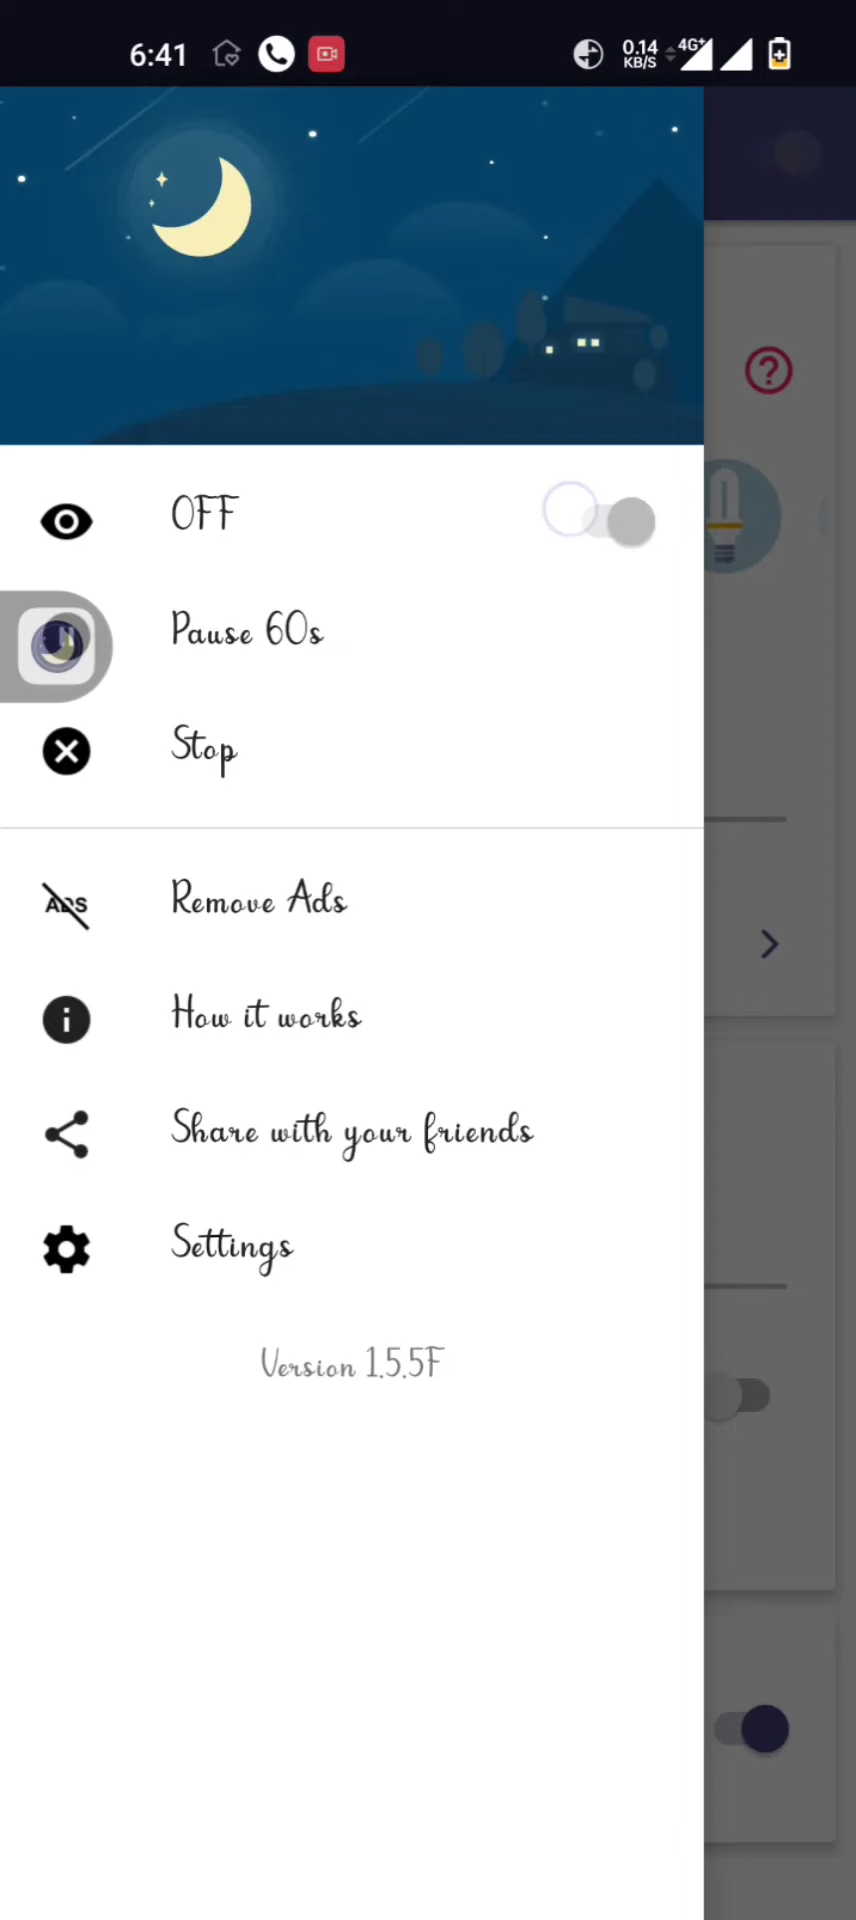 6:41
0.14
KB/S
4G+
OFF
Pause 60s
Stop
ADS
Remove Ads
How it works
Share with your friends
Settings
Version 1.5.5F